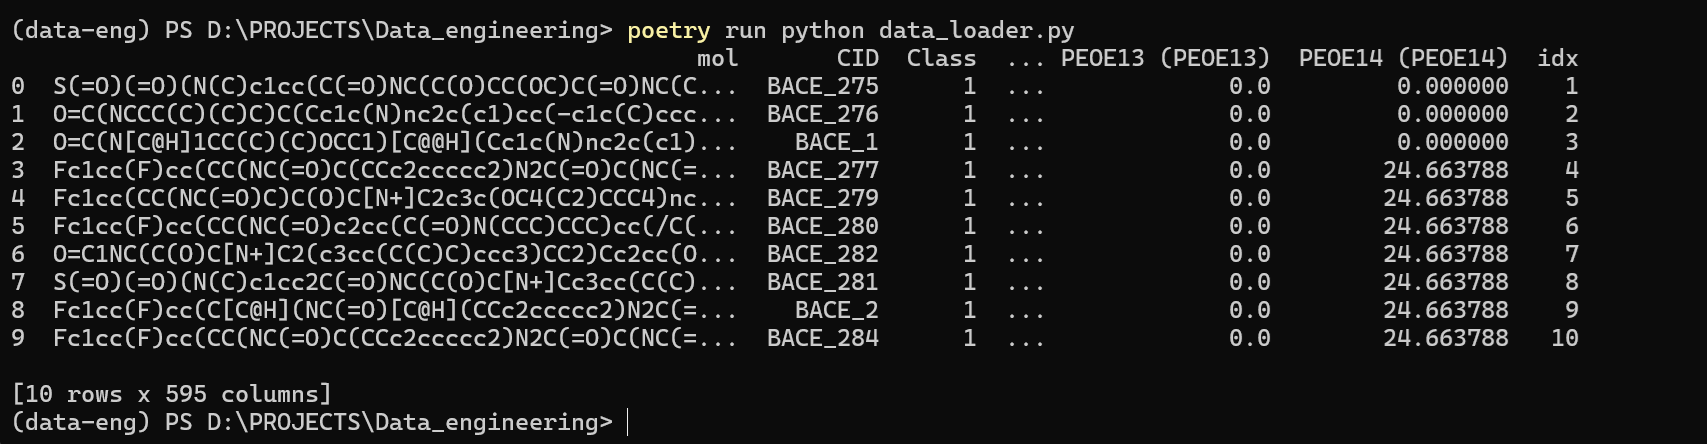 (data-eng) PS D:\PROJECTS\Data_engineering> poetry run python data_loader.py
mol CID Class ... PEOE13 (PEOE13) PEOE14 (PEOE14) idx
0 S(=O)(=O)(N(C)c1cc(C(=O)NC(C(O)CC(OC)C(=O)NC(C... BACE_275 1 ... 0.0 0.000000 1
1 O=C(NCCC(C)(C)C)C(Cc1c(N)nc2c(c1)cc(-c1c(C)ccc... BACE_276 1 ... 0.0 0.000000 2
2 O=C(N[C@H]1CC(C)(C)OCC1)[C@@H](Cc1c(N)nc2c(c1)... BACE_1 1 ... 0.0 0.000000 3
3 Fc1cc(F)cc(CC(NC(=O)C(CCc2ccccc2)N2C(=O)C(NC(=... BACE_277 1 ... 0.0 24.663788 4
4 Fc1cc(CC(NC(=O)C)C(O)C[N+]C2c3c(OC4(C2)CCC4)nc... BACE_279 1 ... 0.0 24.663788 5
5 Fc1cc(F)cc(CC(NC(=O)c2cc(C(=O)N(CCC)CCC)cc(/C(... BACE_280 1 ... 0.0 24.663788 6
6 O=C1NC(C(O)C[N+]C2(c3cc(C(C)C)ccc3)CC2)Cc2cc(O... BACE_282 1 ... 0.0 24.663788 7
7 S(=O)(=O)(N(C)c1cc2C(=O)NC(C(O)C[N+]Cc3cc(C(C)... BACE_281 1 ... 0.0 24.663788 8
8 Fc1cc(F)cc(C[C@H](NC(=O)[C@H](CCc2ccccc2)N2C(=... BACE_2 1 ... 0.0 24.663788 9
9 Fc1cc(F)cc(CC(NC(=O)C(CCc2ccccc2)N2C(=O)C(NC(=... BACE_284 1 ... 0.0 24.663788 10
[10 rows x 595 columns]
(data-eng) PS D:\PROJECTS\Data_engineering>